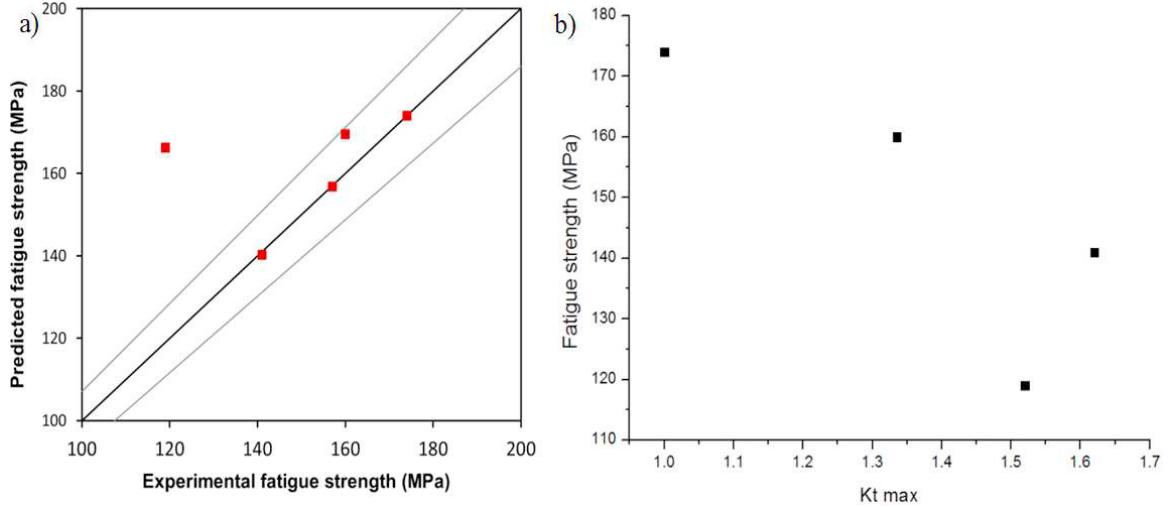 a)
Predicted fatigue strength (MPa)
200
180
160
140
120
100
100 120 140 160 180 200
Experimental fatigue strength (MPa)
b)
Fatigue strength (MPa)
180
170
160
150
140
130
120
110
1.0 1.1 1.2 1.3 1.4 1.5 1.6 1.7
Kt max